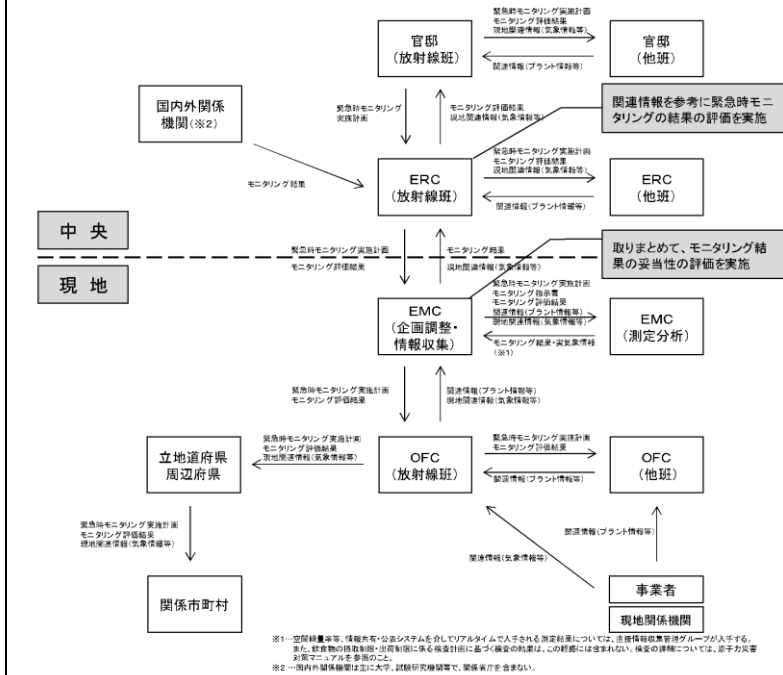 緊急時モニタリング実施計画
モニタリング評価結果
現地関連情報(気象情報等)
官邸
(放射線班)
官邸
(他班)
関連情報(プラント情報等)
国内外関係
機関(※2)
緊急時モニタリング
実施計画
モニタリング評価結果
現地関連情報(気象情報等)
関連情報を参考に緊急時モニ
タリングの結果の評価を実施
緊急時モニタリング実施計画
モニタリング評価結果
現地関連情報(気象情報等)
モニタリング結果
ERC
(放射線班)
ERC
(他班)
関連情報(プラント情報等)
中央
緊急時モニタリング実施計画
モニタリング結果
取りまとめて、モニタリング結
果の妥当性の評価を実施
現地
モニタリング評価結果
現地関連情報(気象情報等)
緊急時モニタリング実施計画
モニタリング指示書
モニタリング評価結果
関連情報(プラント情報等)
現地関連情報(気象情報等)
EMC
(企画調整・
情報収集)
EMC
(測定分析)
モニタリング結果・実気象情報
(※1)
緊急時モニタリング実施計画
モニタリング評価結果
関連情報(プラント情報等)
現地関連情報(気象情報等)
立地道府県
周辺府県
緊急時モニタリング実施計画
モニタリング評価結果
現地関連情報(気象情報等)
OFC
(放射線班)
緊急時モニタリング実施計画
モニタリング評価結果
関連情報(プラント情報等)
OFC
(他班)
緊急時モニタリング実施計画
モニタリング評価結果
現地関連情報(気象情報等)
関連情報(プラント情報等)
関連情報(気象情報等)
関係市町村
事業者
現地関係機関
※1…空間線量率等、情報共有・公表システムを介してリアルタイムで入手される測定結果については、直接情報収集管理グループが入手する。
また、飲食物の摂取制限・出荷制限に係る検査計画に基づく検査の結果は、この経路には含まれない。検査の詳細については、原子力災害
対策マニュアルを参照のこと。
※2…国内外関係機関は主に大学、試験研究機関等で、関係省庁を含まない。